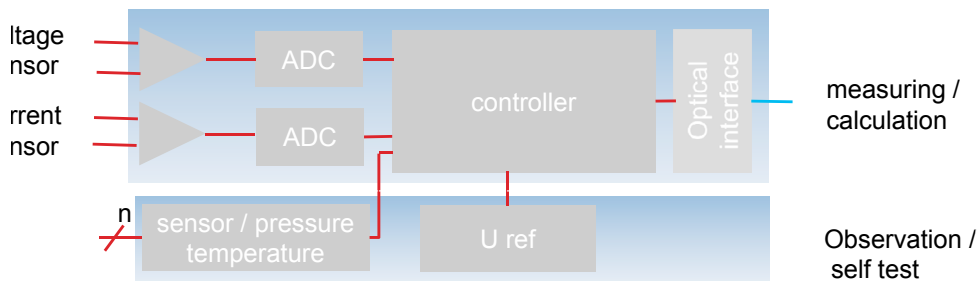 ltage
nsor
ADC
rrent
nsor
ADC
controller
Optical
interface
measuring /
calculation
n
sensor / pressure
temperature
U ref
Observation /
self test